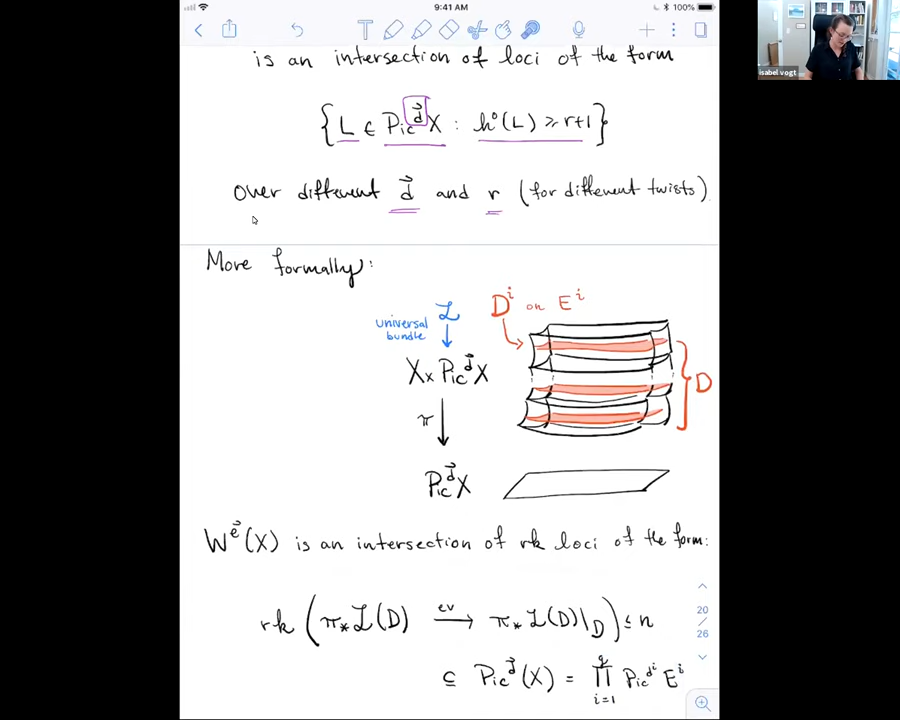 9:41 AM
100%
is an intersection of loci of the form
{L ∈ Pic^d⃗ X : h⁰(L) ≥ r+1}
over different d⃗ and r (for different twists)
More formally:
universal bundle
ℒ
D^i on E^i
X × Pic^d⃗ X
D
π
Pic^d⃗ X
W^e⃗(X) is an intersection of rk loci of the form:
rk (π_* ℒ(D) —ev→ π_* ℒ(D)|_D) ≤ n
⊆ Pic^d⃗(X) = ∏_{i=1}^{g} Pic^{d^i} E^i
20 / 26
isabel vogt